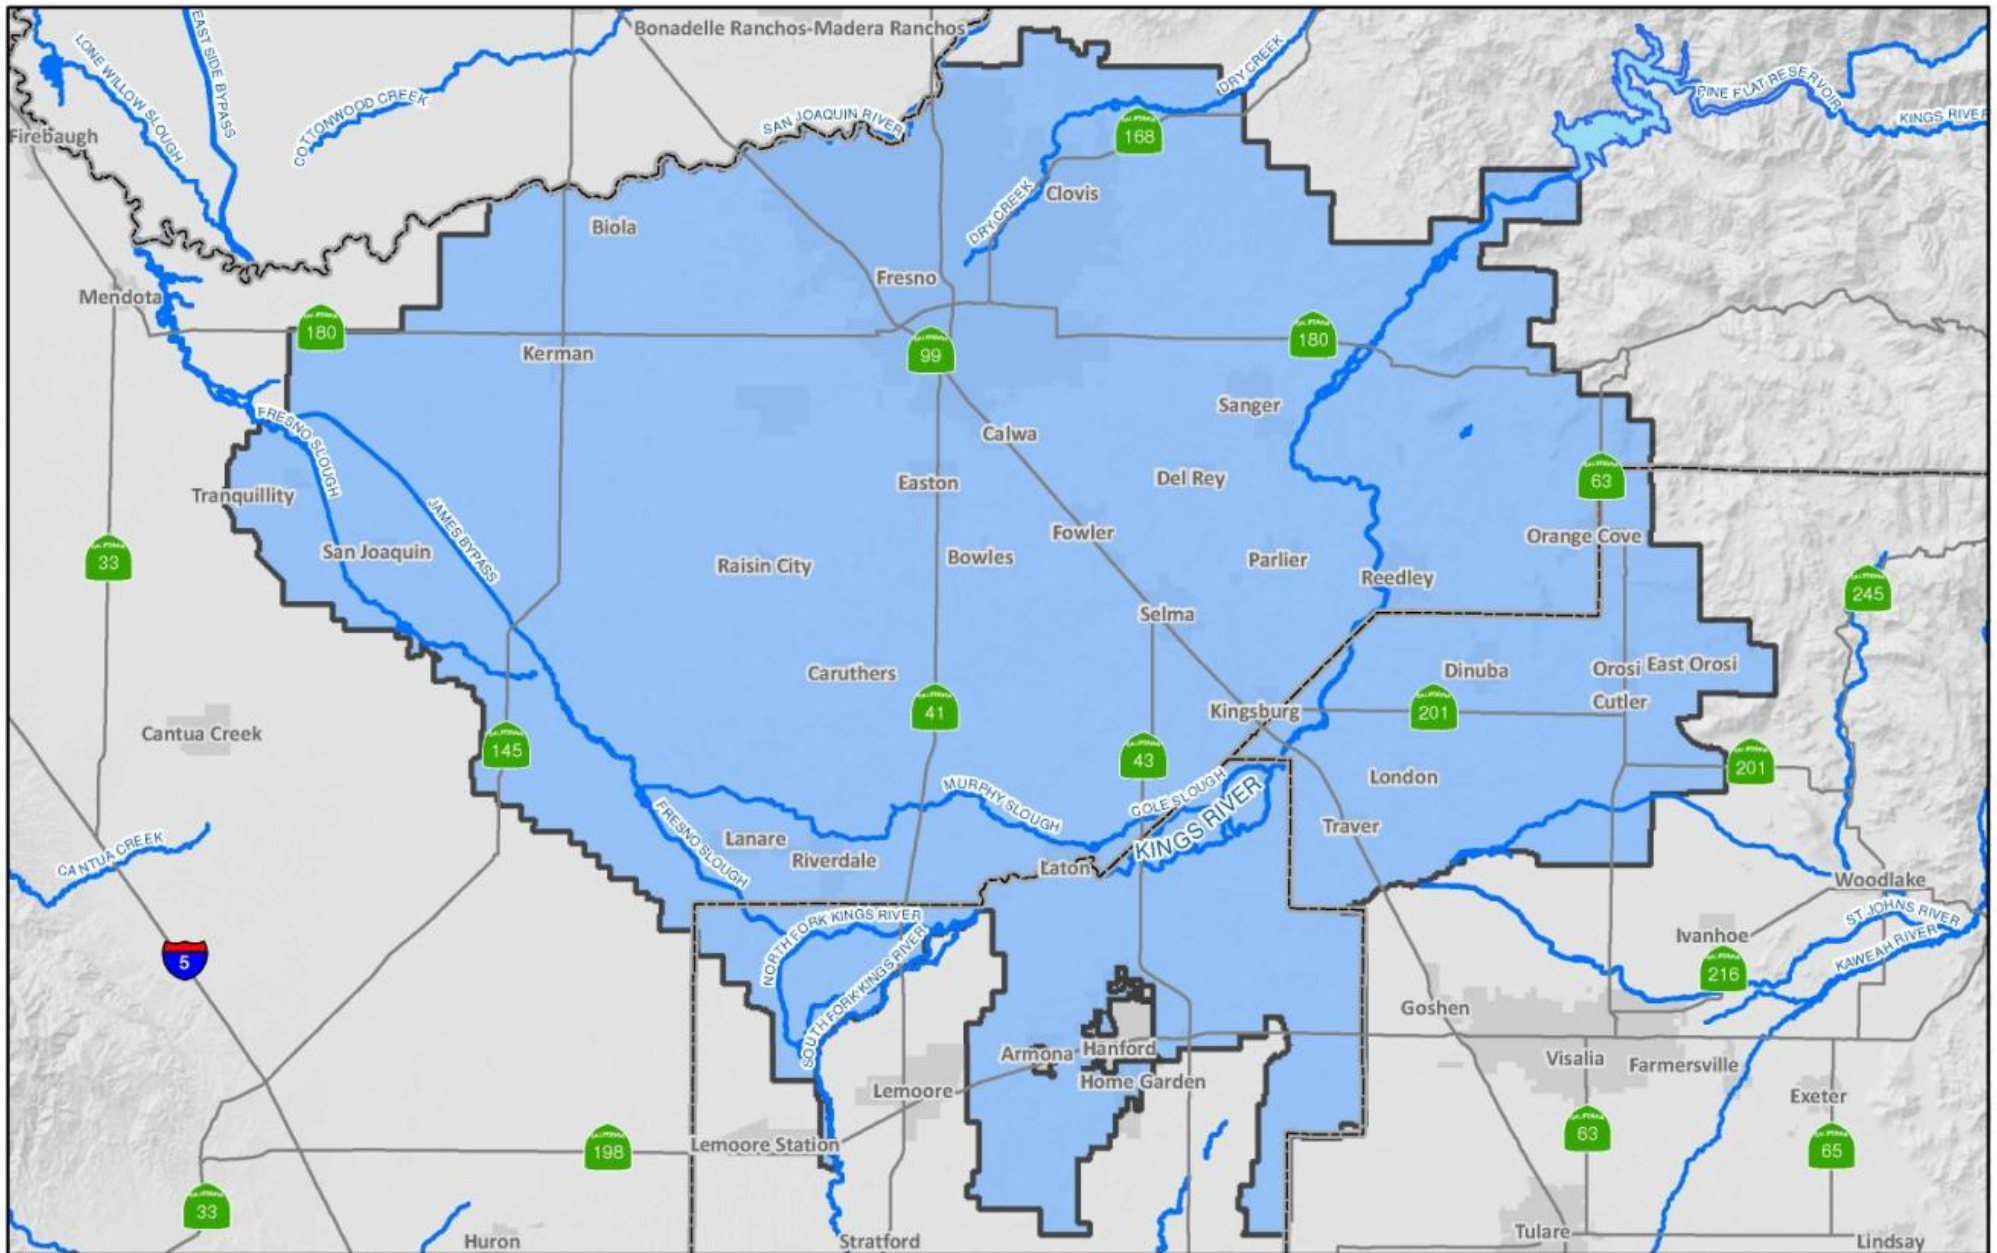 Bonadelle Ranchos-Madera Ranchos
EAST SIDE BYPASS
LONE WILLOW SLOUGH
COTTONWOOD CREEK
SAN JOAQUIN RIVER
DRY CREEK
PINE FLAT RESERVOIR
KINGS RIVER
Firebaugh
168
Clovis
DRY CREEK
Biola
Fresno
Mendota
180
Kerman
99
180
Sanger
FRESNO SLOUGH
Calwa
Tranquillity
Easton
Del Rey
63
JAMES BYPASS
San Joaquin
Fowler
Orange Cove
33
Raisin City
Bowles
Parlier
Reedley
245
Selma
Caruthers
Dinuba
Orosi
East Orosi
Cutler
41
Kingsburg
201
Cantua Creek
145
43
201
London
MURPHY SLOUGH
COLE SLOUGH
KINGS RIVER
FRESNO SLOUGH
Lanare
Riverdale
Laton
Traver
CANTUA CREEK
Woodlake
NORTH FORK KINGS RIVER
ST JOHNS RIVER
Ivanhoe
KAWEAH RIVER
5
216
SOUTH FORK KINGS RIVER
Goshen
Armona
Hanford
Visalia
Farmersville
Lemoore
Home Garden
Exeter
198
Lemoore Station
63
65
33
Huron
Stratford
Tulare
Lindsay